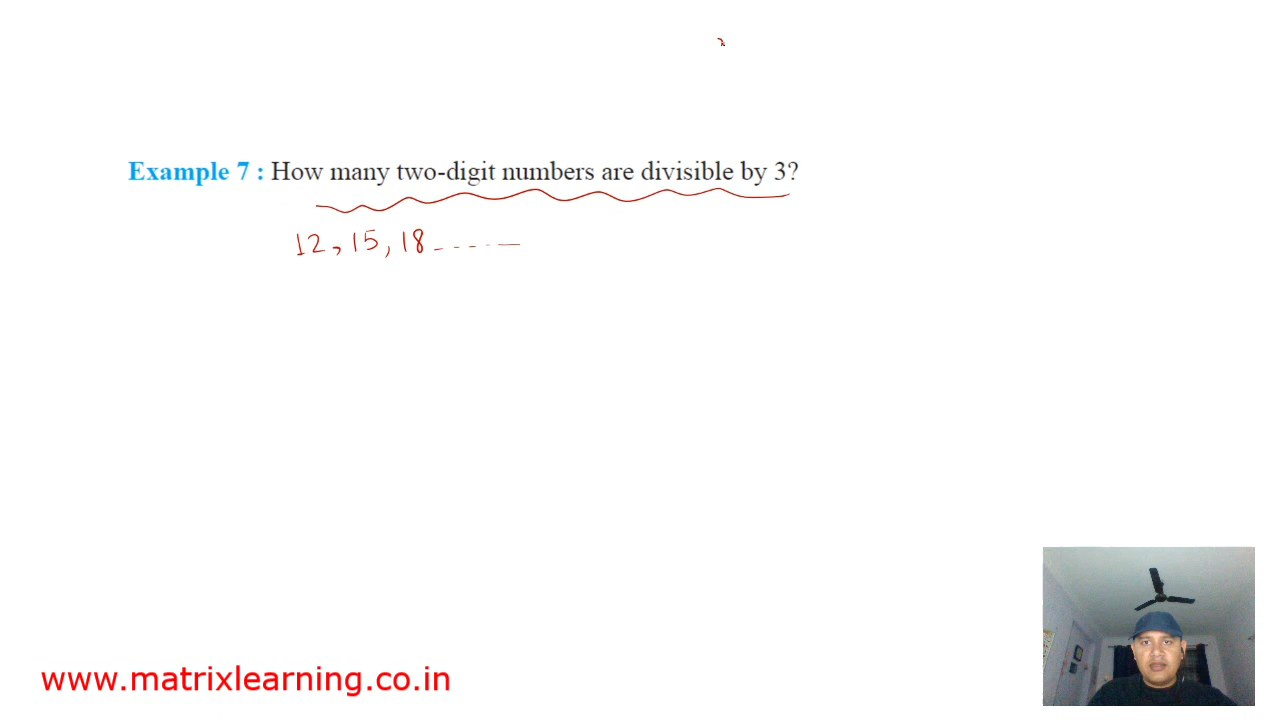 Example 7 : How many two-digit numbers are divisible by 3?
12, 15, 18 - - - - - —
www.matrixlearning.co.in